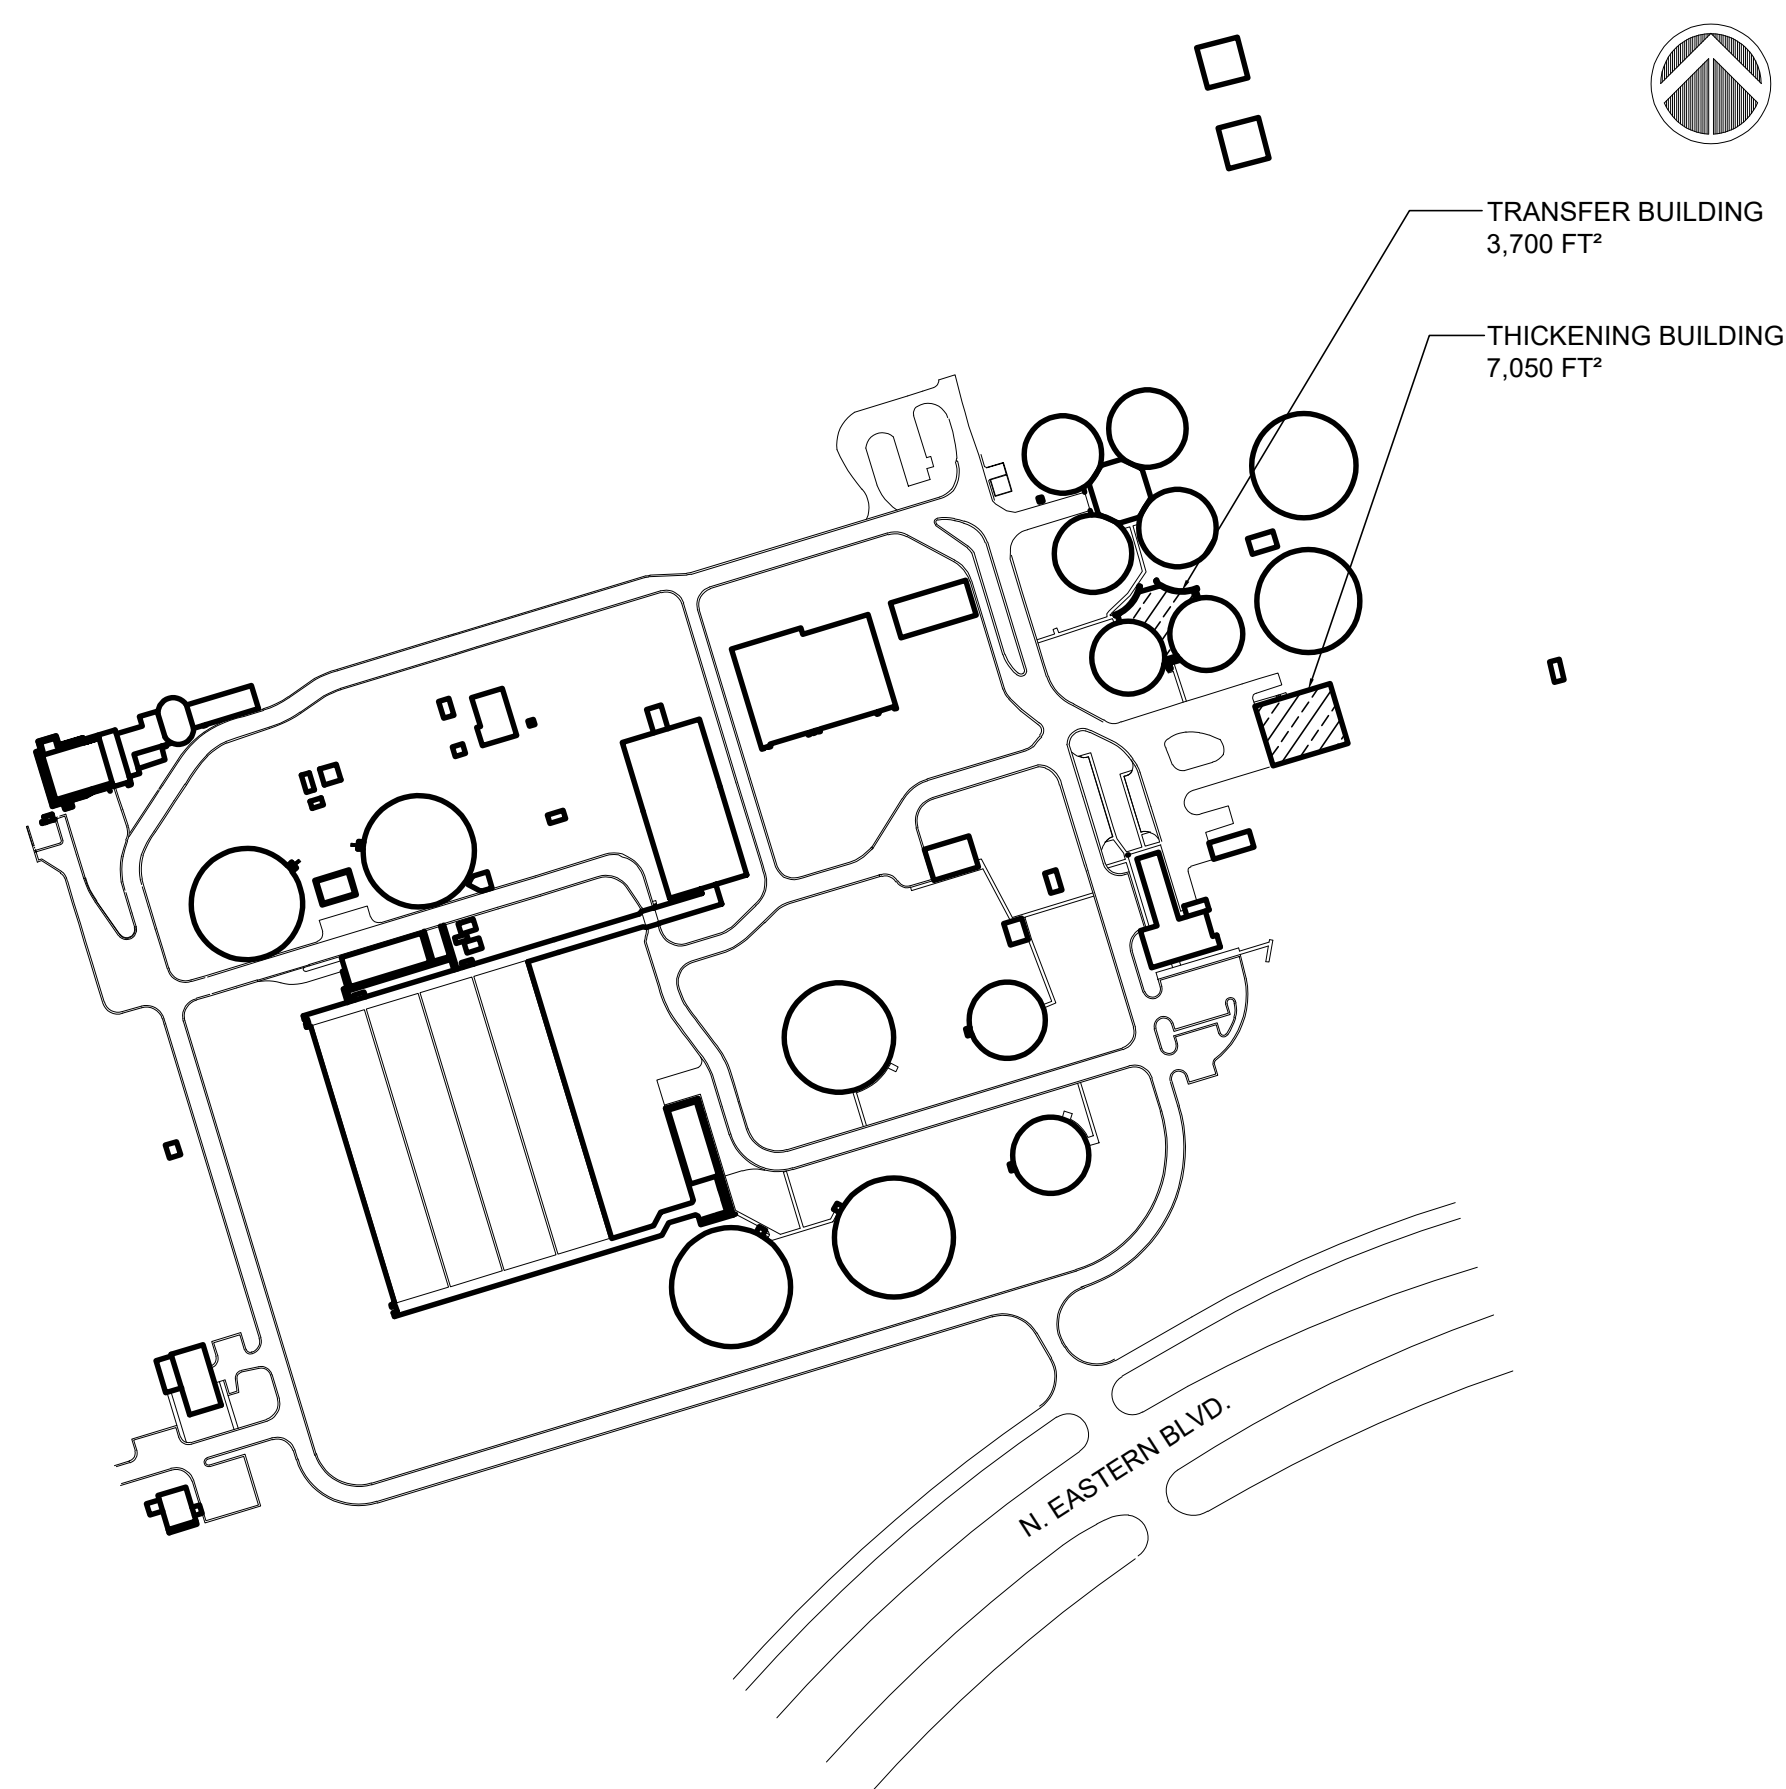 TRANSFER BUILDING
3,700 FT²
THICKENING BUILDING
7,050 FT²
N. EASTERN BLVD.